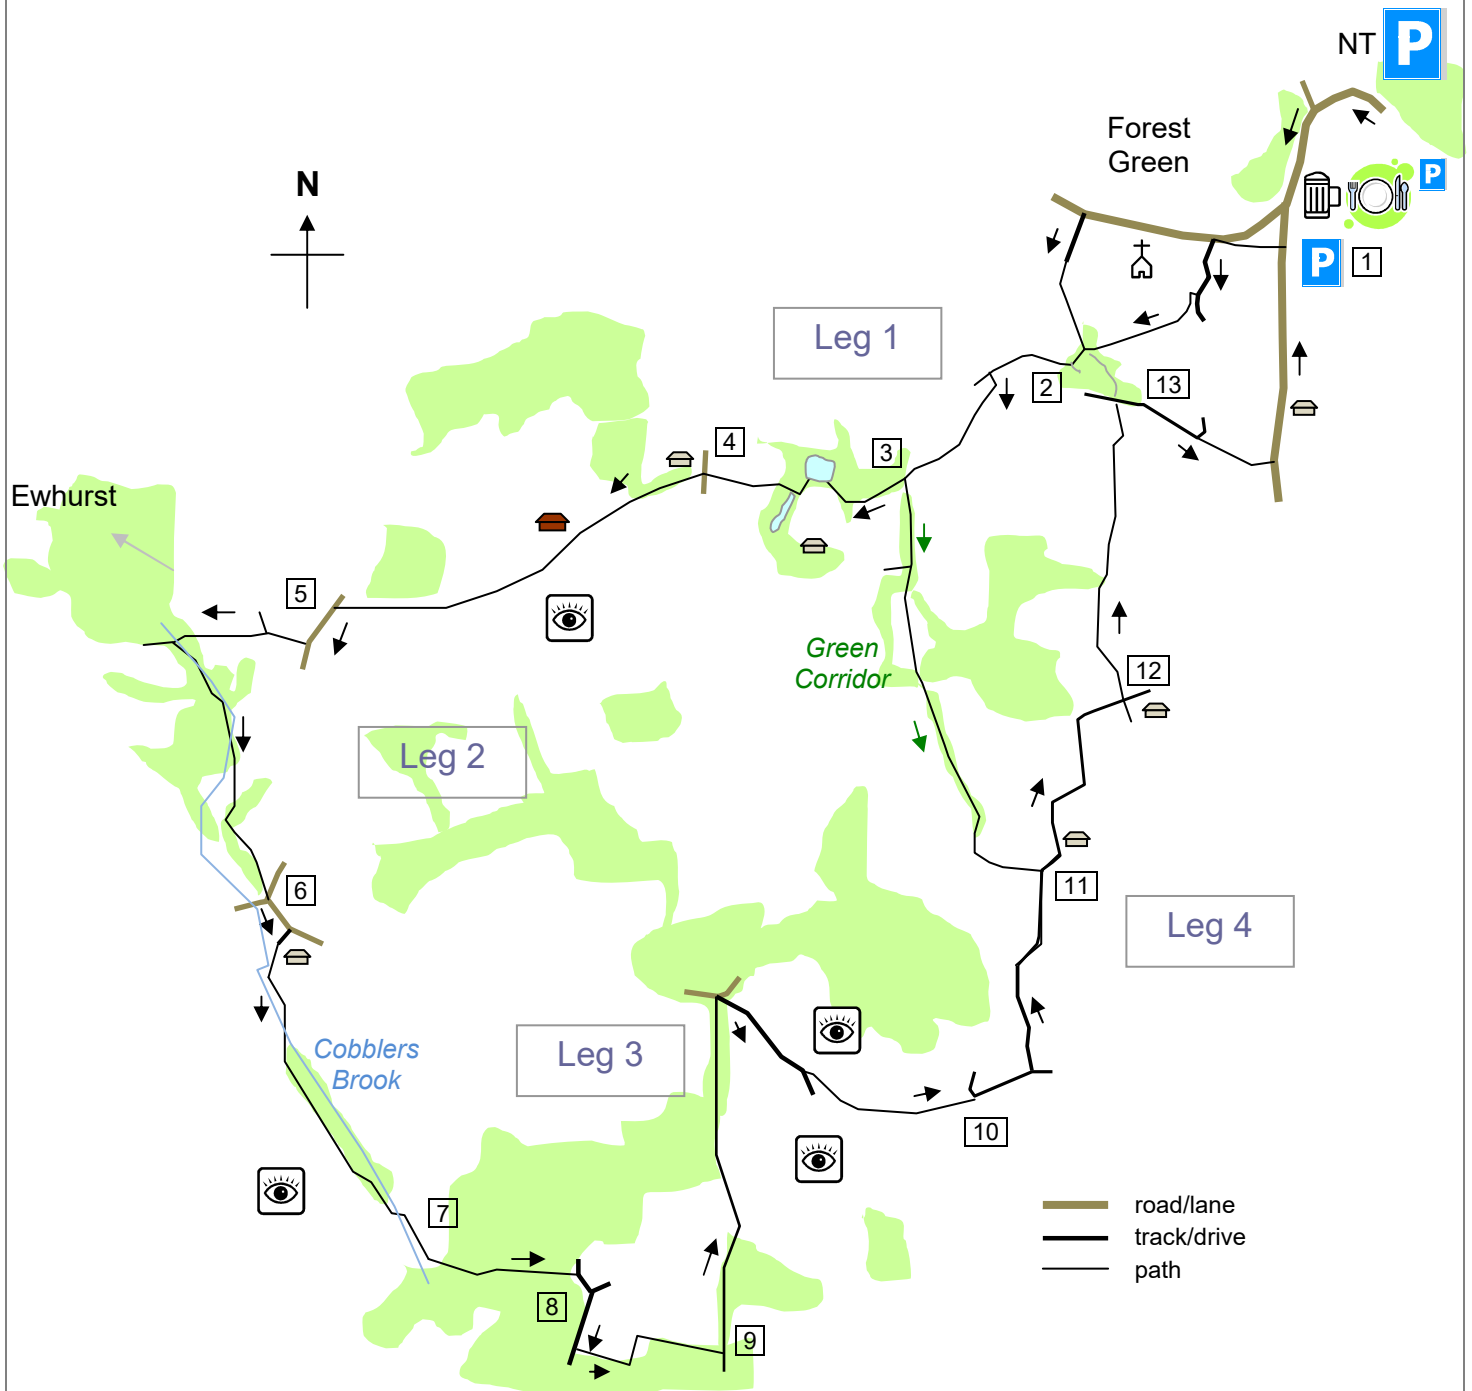 NT P
Forest
Green
P
N
P 1
Leg 1
2
13
4
3
Ewhurst
5
Green
Corridor
12
Leg 2
6
11
Leg 4
Leg 3
Cobblers
Brook
10
7
road/lane
track/drive
path
8
9